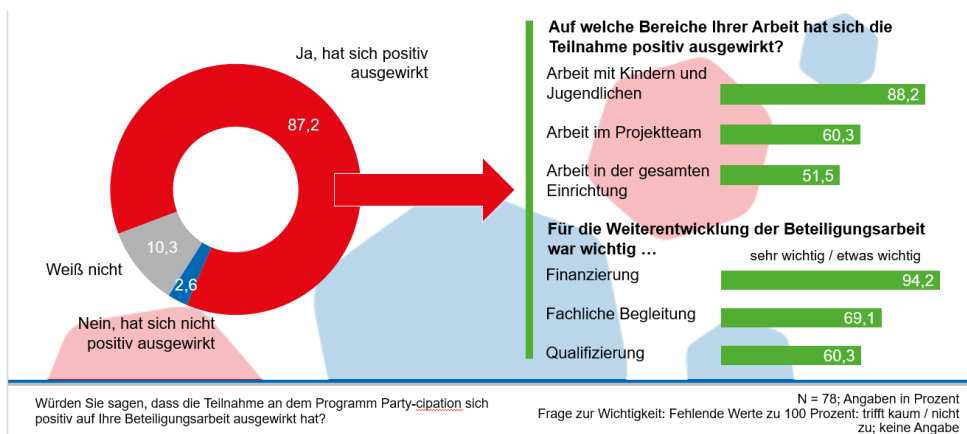 Ja, hat sich positiv
ausgewirkt
87,2
10,3
Weiß nicht
2,6
Nein, hat sich nicht
positiv ausgewirkt
Auf welche Bereiche Ihrer Arbeit hat sich die
Teilnahme positiv ausgewirkt?
Arbeit mit Kindern und
Jugendlichen
88,2
Arbeit im Projektteam
60,3
Arbeit in der gesamten
Einrichtung
51,5
Für die Weiterentwicklung der Beteiligungsarbeit
war wichtig …
sehr wichtig / etwas wichtig
Finanzierung
94,2
Fachliche Begleitung
69,1
Qualifizierung
60,3
Würden Sie sagen, dass die Teilnahme an dem Programm Party-cipation sich
positiv auf Ihre Beteiligungsarbeit ausgewirkt hat?
N = 78; Angaben in Prozent
Frage zur Wichtigkeit: Fehlende Werte zu 100 Prozent: trifft kaum / nicht
zu; keine Angabe